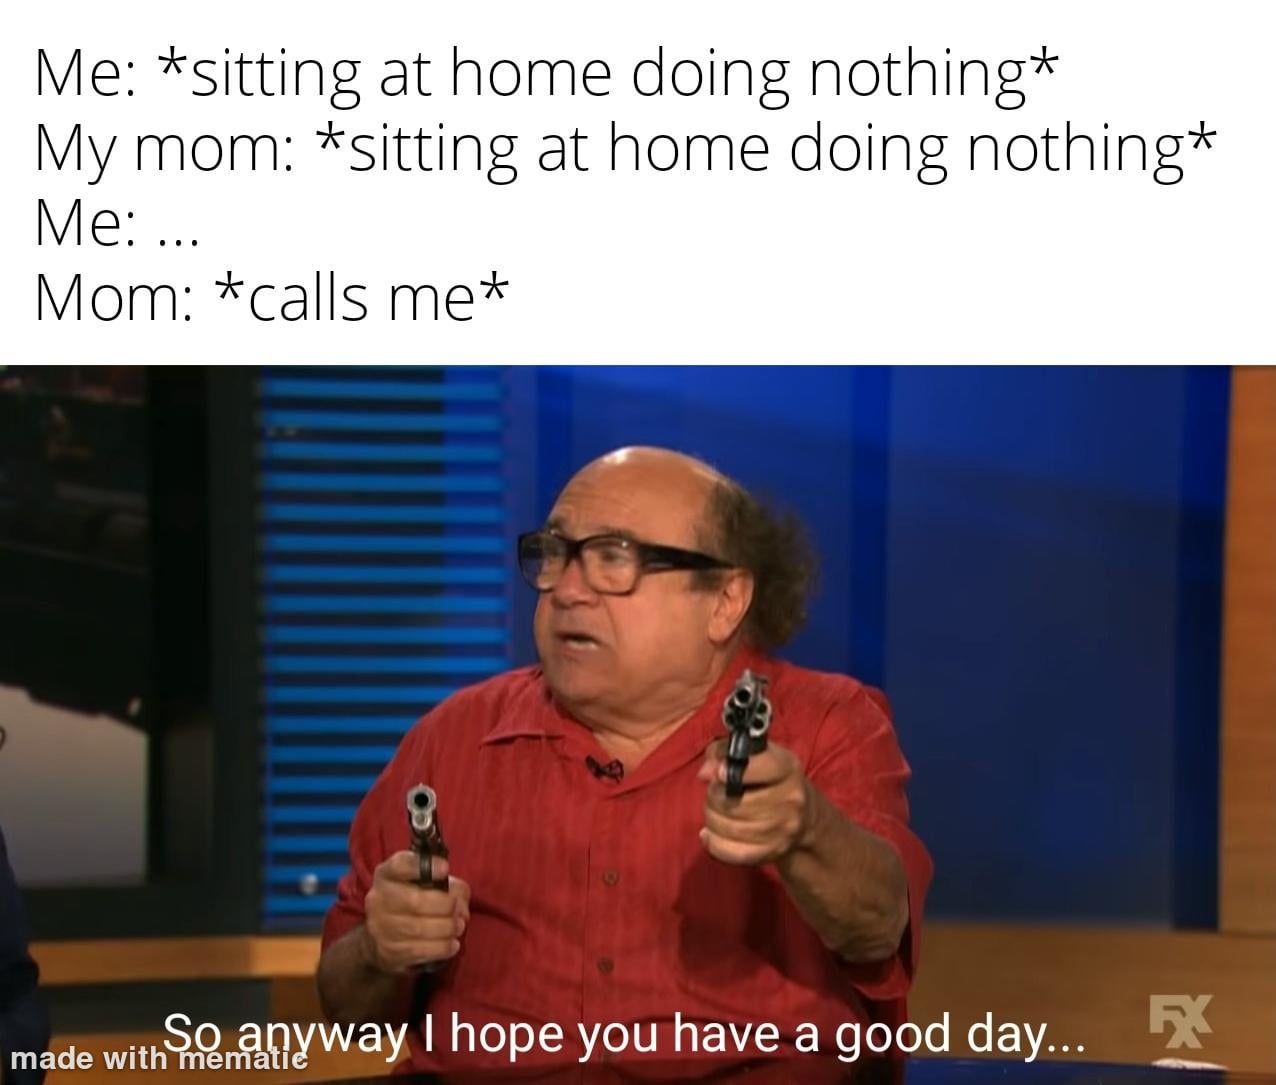 Me: *sitting at home doing nothing*
My mom: *sitting at home doing nothing*
Me: ...
Mom: *calls me*
So anyway I hope you have a good day...
FX
made with mematic